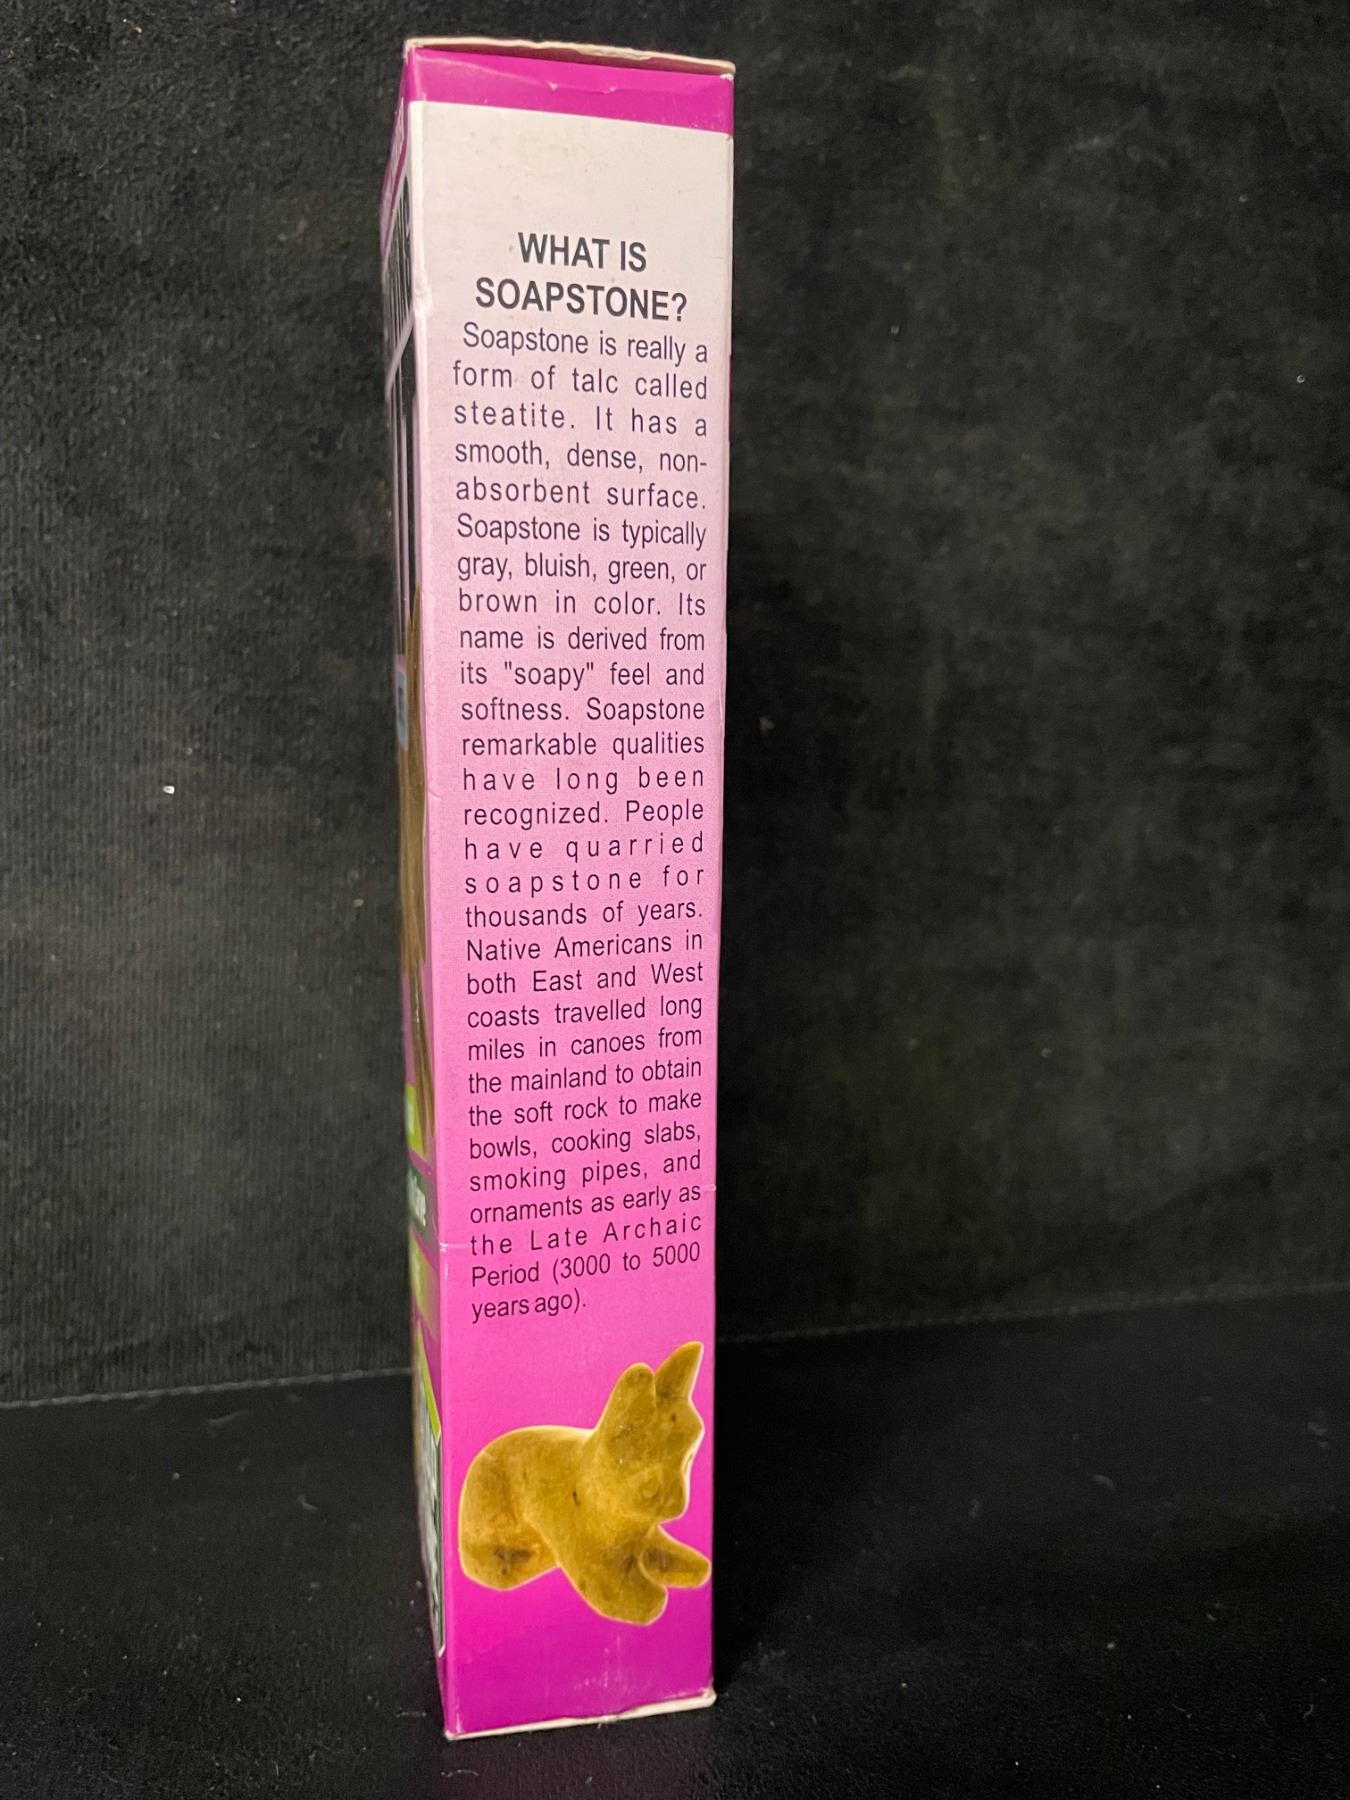 WHAT IS
SOAPSTONE?
Soapstone is really a
form of talc called
steatite. It has a
smooth, dense, non-
absorbent surface.
Soapstone is typically
gray, bluish, green, or
brown in color. Its
name is derived from
its "soapy" feel and
softness. Soapstone
remarkable qualities
have long been
recognized. People
have quarried
soapstone for
thousands of years.
Native Americans in
both East and West
coasts travelled long
miles in canoes from
the mainland to obtain
the soft rock to make
bowls, cooking slabs,
smoking pipes, and
ornaments as early as
the Late Archaic
Period (3000 to 5000
years ago).